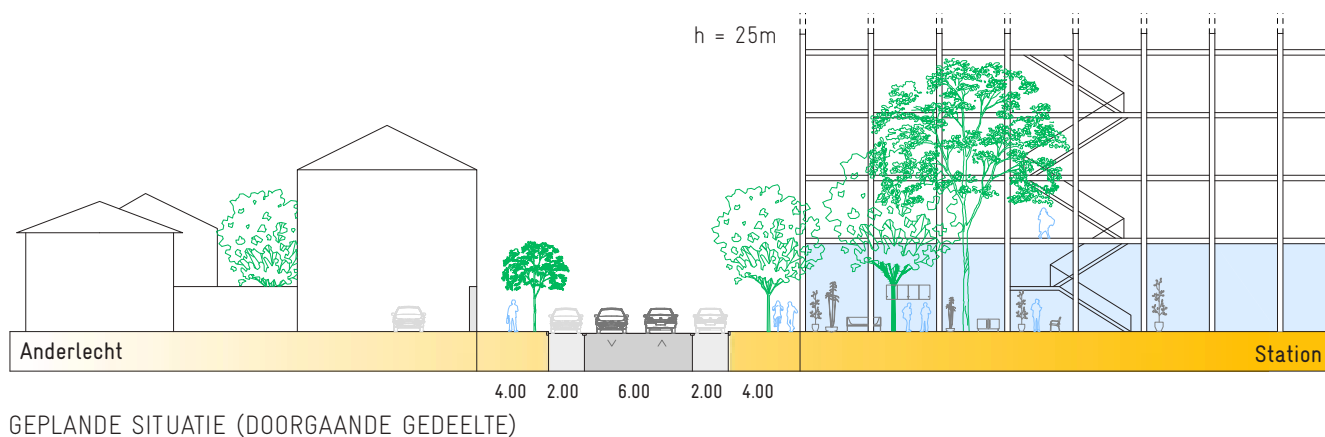 h = 25m
Anderlecht
Station
4.00 2.00 6.00 2.00 4.00
GEPLANDE SITUATIE (DOORGAANDE GEDEELTE)